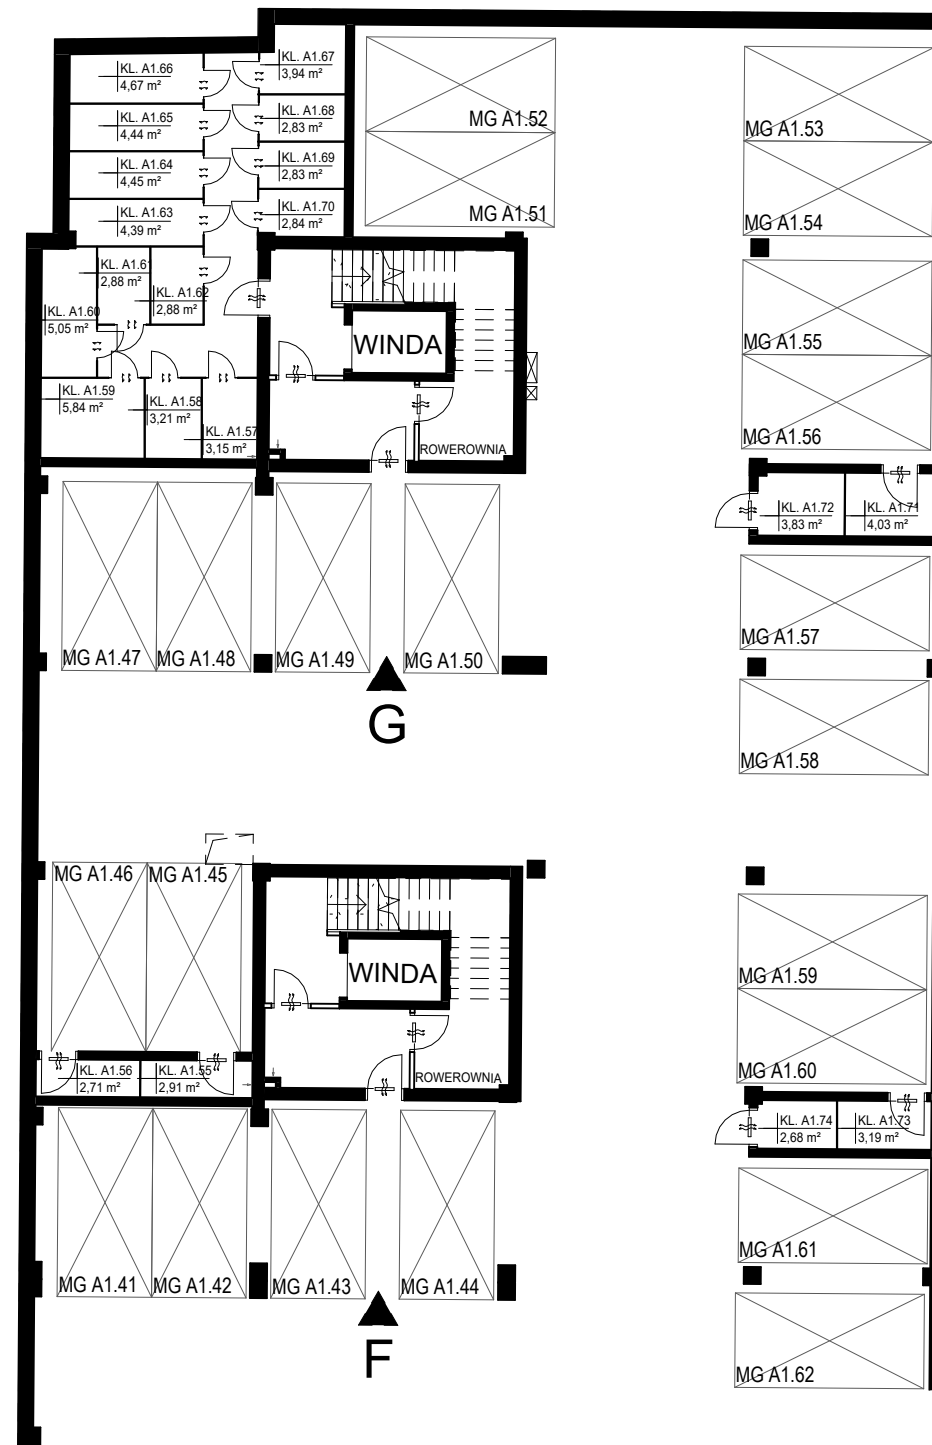 KL. A1.67
3,94 m²
KL. A1.66
4,67 m²
KL. A1.68
2,83 m²
KL. A1.65
4,44 m²
KL. A1.69
2,83 m²
KL. A1.64
4,45 m²
KL. A1.70
2,84 m²
KL. A1.63
4,39 m²
MG A1.52
MG A1.51
MG A1.53
MG A1.54
KL. A1.61
2,88 m²
KL. A1.62
2,88 m²
KL. A1.60
5,05 m²
WINDA
MG A1.55
MG A1.56
KL. A1.59
5,84 m²
KL. A1.58
3,21 m²
KL. A1.57
3,15 m²
ROWEROWNIA
KL. A1.72
3,83 m²
KL. A1.71
4,03 m²
MG A1.47
MG A1.48
MG A1.49
MG A1.50
MG A1.57
G
MG A1.58
MG A1.46
MG A1.45
WINDA
MG A1.59
MG A1.60
KL. A1.56
2,71 m²
KL. A1.55
2,91 m²
ROWEROWNIA
KL. A1.74
2,68 m²
KL. A1.73
3,19 m²
MG A1.41
MG A1.42
MG A1.43
MG A1.44
MG A1.61
F
MG A1.62